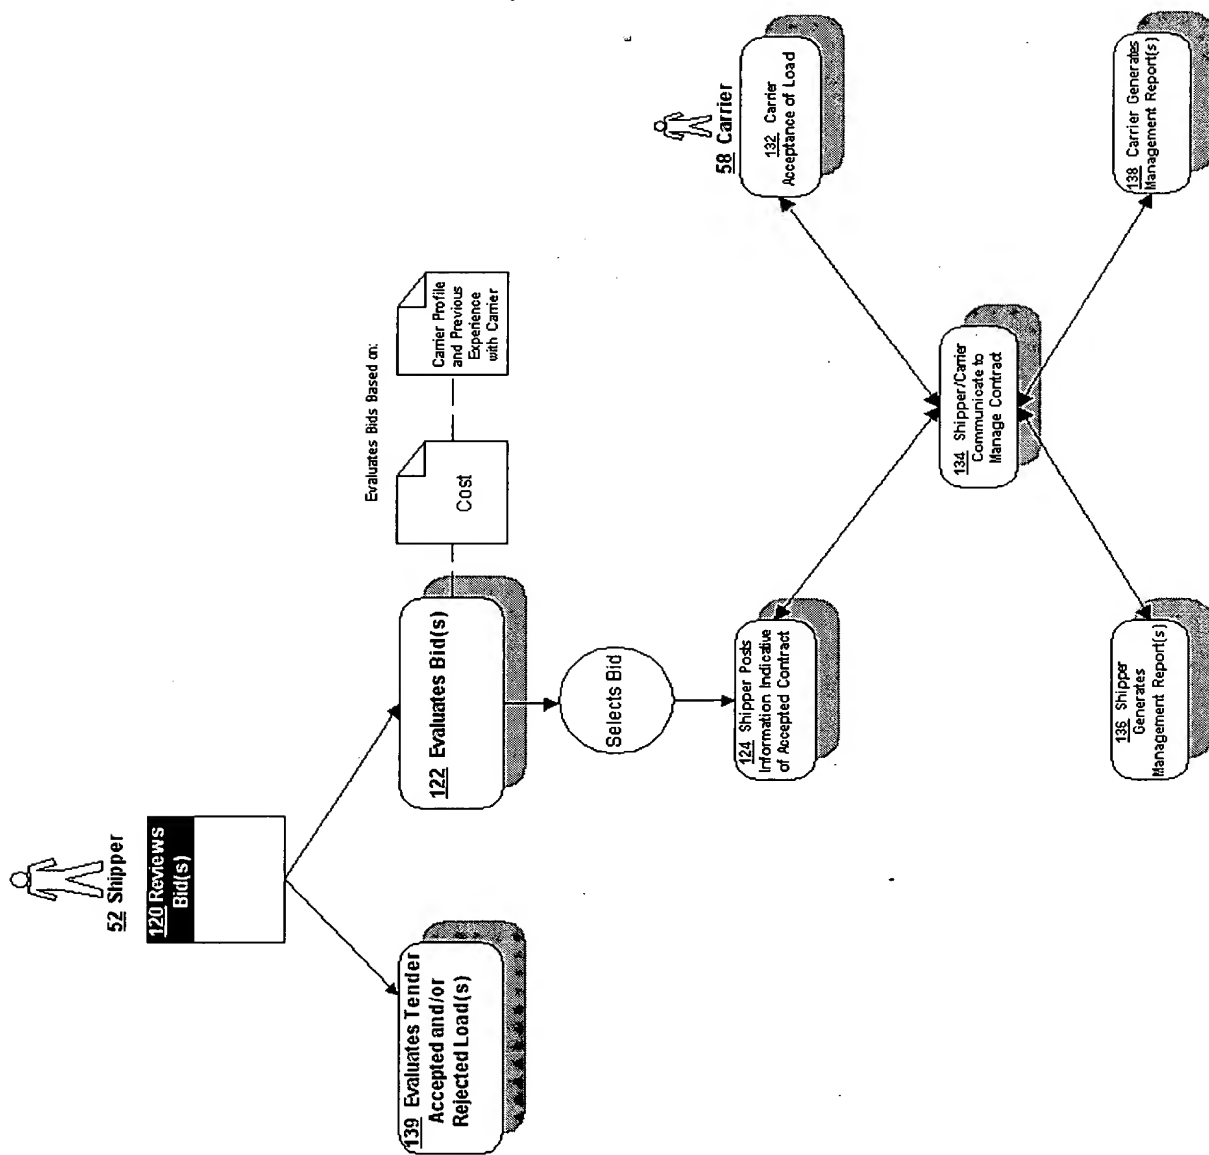 52 Shipper
120 Reviews
Bid(s)
139 Evaluates Tender
Accepted and/or
Rejected Load(s)
122 Evaluates Bid(s)
Evaluates Bids Based on:
Cost
Carrier Profile
and Previous
Experience
with Carrier
Selects Bid
124 Shipper Posts
Information Indicative
of Accepted Contract
58 Carrier
132 Carrier
Acceptance of Load
134 Shipper/Carrier
Communicate to
Manage Contract
136 Shipper
Generates
Management Report(s)
138 Carrier Generates
Management Report(s)